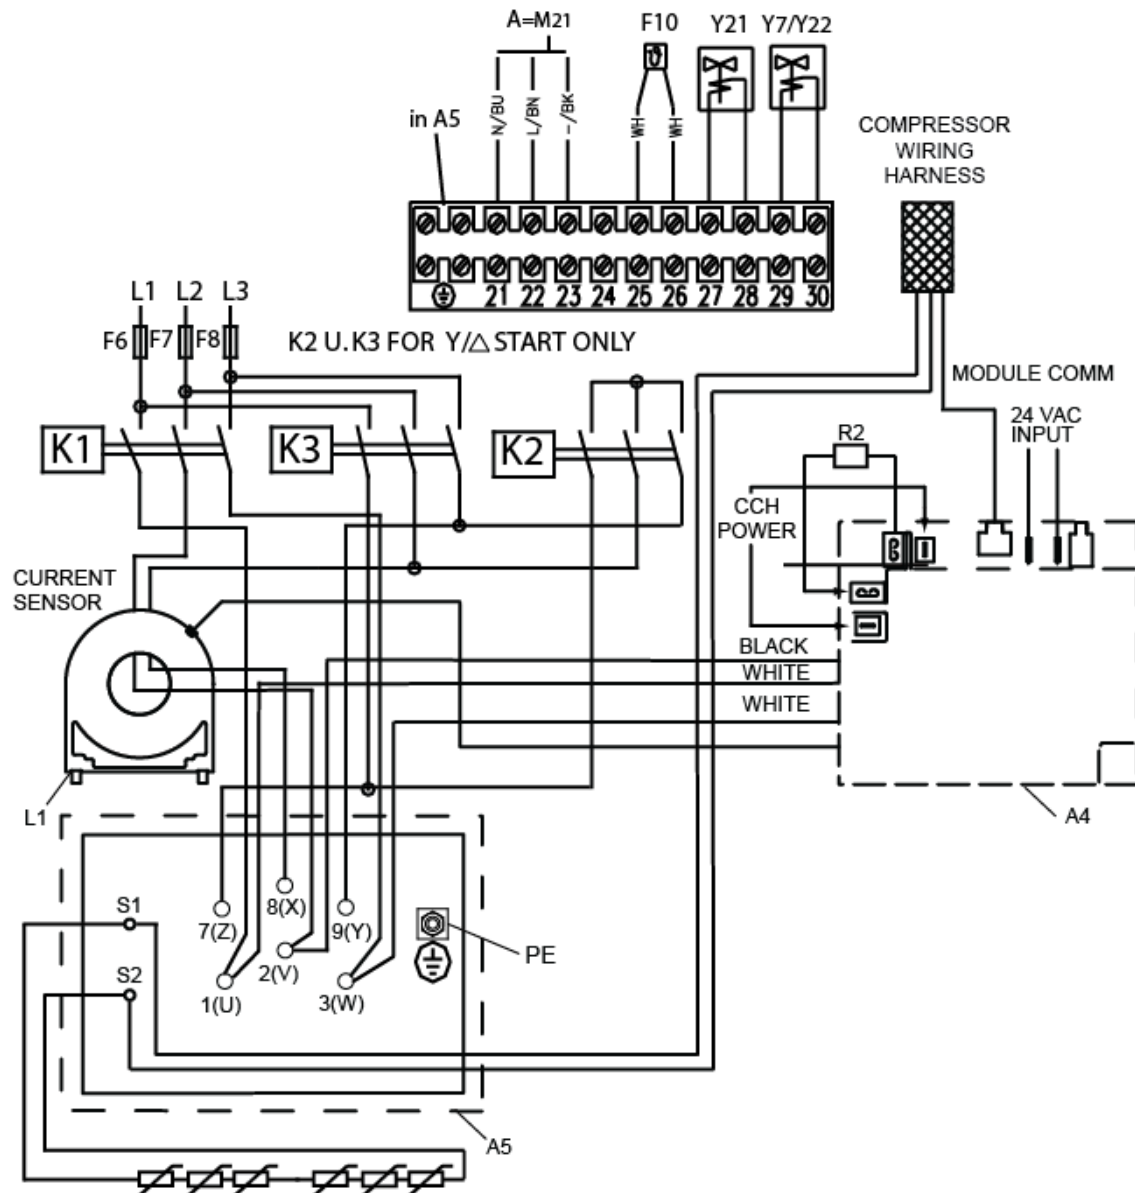 A=M21
F10
Y21
Y7/Y22
in A5
N/BU
L/BN
-/BK
WH
WH
COMPRESSOR
WIRING
HARNESS
21 22 23 24 25 26 27 28 29 30
L1 L2 L3
F6 F7 F8
K2 U.K3 FOR Y/△ START ONLY
MODULE COMM
24 VAC
INPUT
R2
K1
K3
K2
CCH
POWER
CURRENT
SENSOR
BLACK
WHITE
WHITE
L1
A4
S1
7(Z)
8(X)
9(Y)
PE
S2
1(U)
2(V)
3(W)
A5